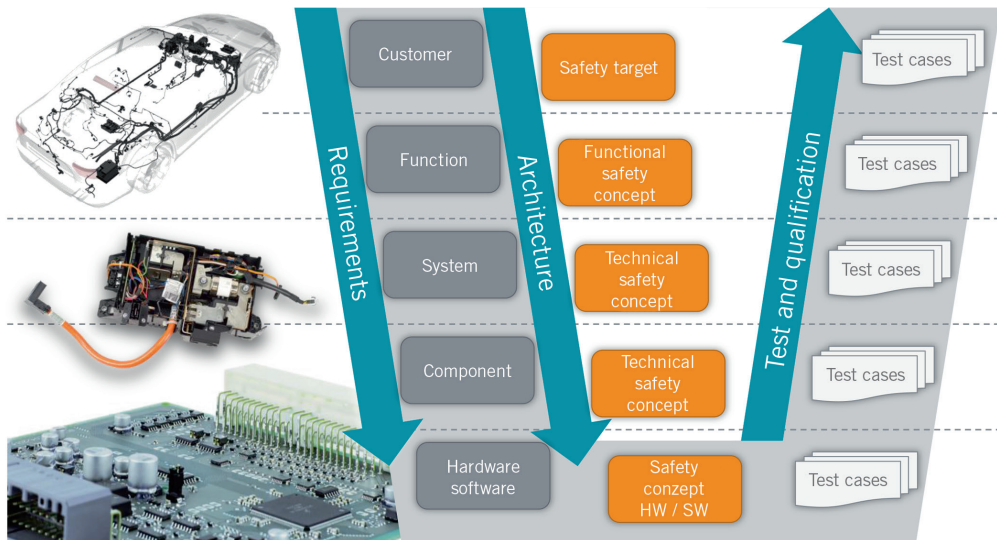 Requirements
Architecture
Test and qualification
Customer
Safety target
Test cases
Function
Functional
safety
concept
Test cases
System
Technical
safety
concept
Test cases
Component
Technical
safety concept
Test cases
Hardware
software
Safety
conzept
HW / SW
Test cases